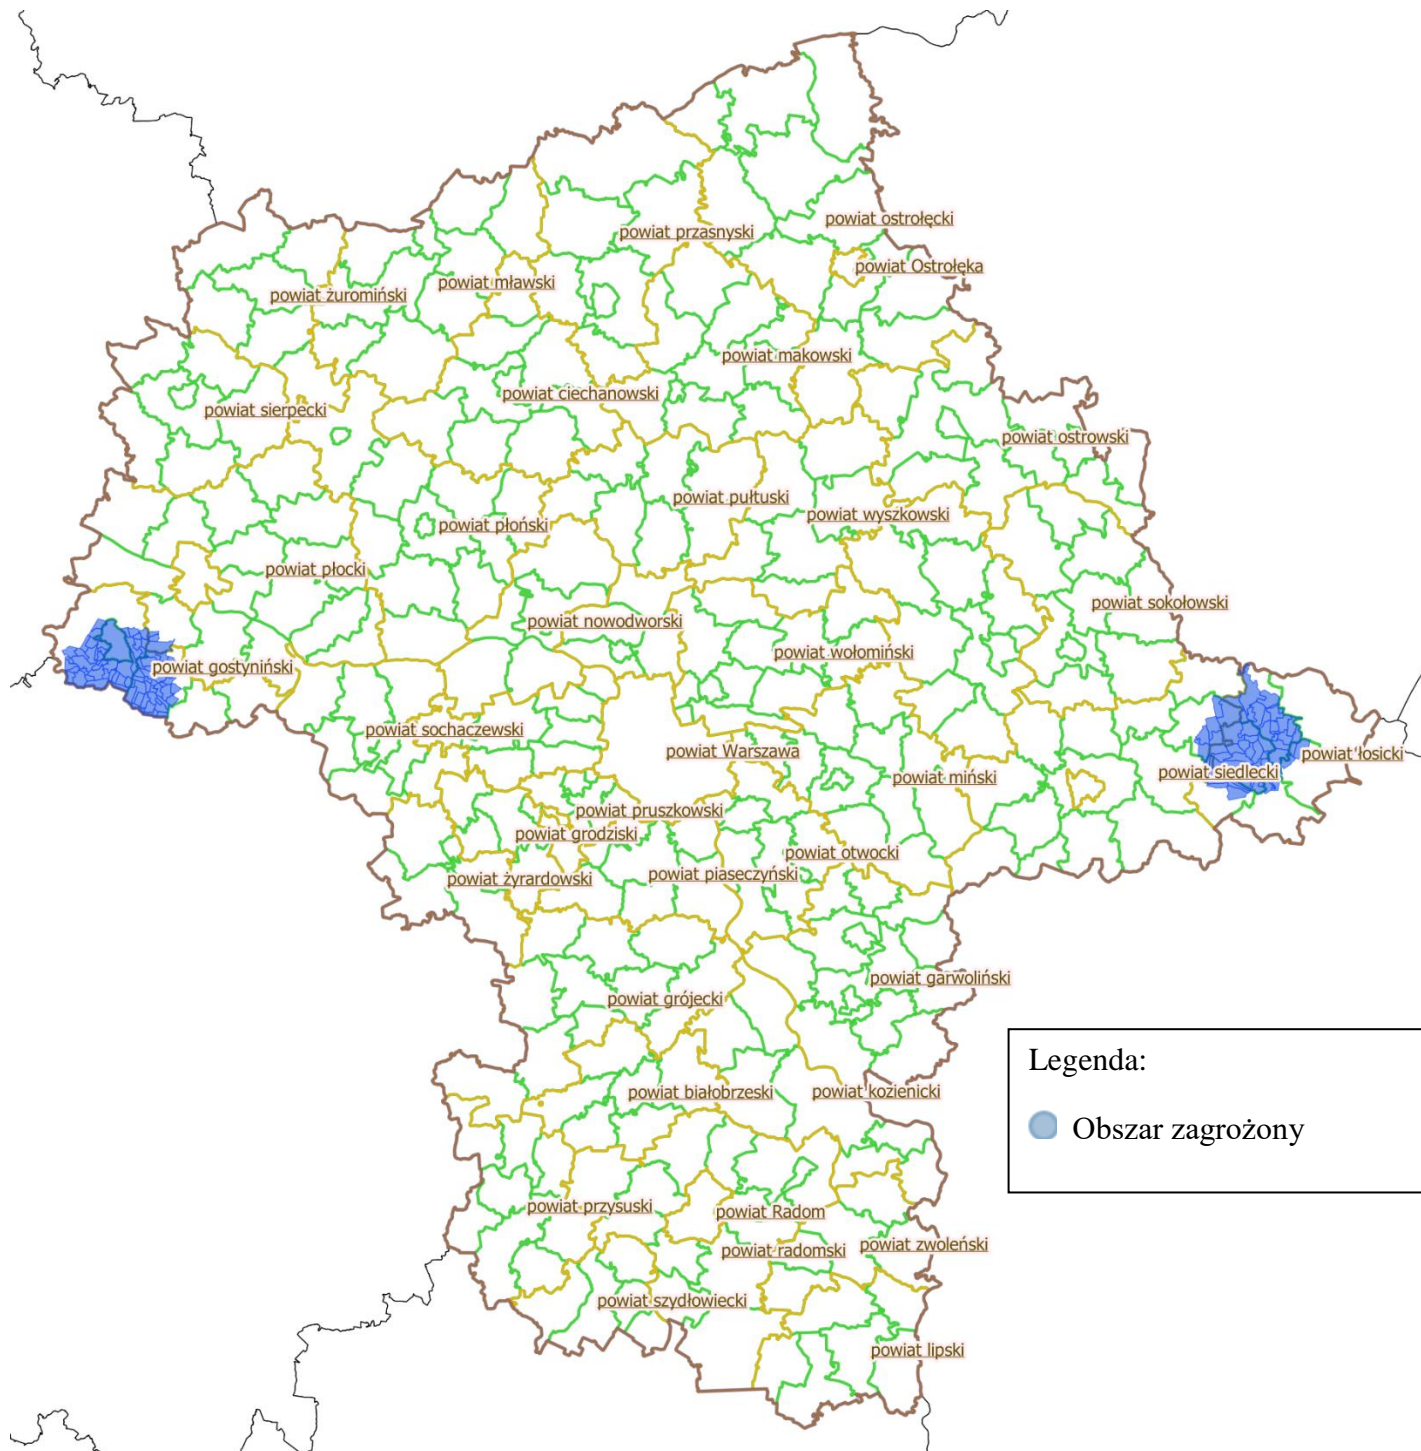 powiat ostrołęcki
powiat przasnyski
powiat Ostrołęka
powiat mławski
powiat żuromiński
powiat makowski
powiat ciechanowski
powiat sierpecki
powiat ostrowski
powiat pułtuski
powiat wyszkowski
powiat płoński
powiat płocki
powiat sokołowski
powiat nowodworski
powiat wołomiński
powiat gostyniński
powiat sochaczewski
powiat Warszawa
powiat łosicki
powiat siedlecki
powiat miński
powiat pruszkowski
powiat grodziski
powiat otwocki
powiat żyrardowski
powiat piaseczyński
powiat garwoliński
powiat grójecki
Legenda:
powiat białobrzeski
powiat kozienicki
Obszar zagrożony
powiat przysuski
powiat Radom
powiat radomski
powiat zwoleński
powiat szydłowiecki
powiat lipski